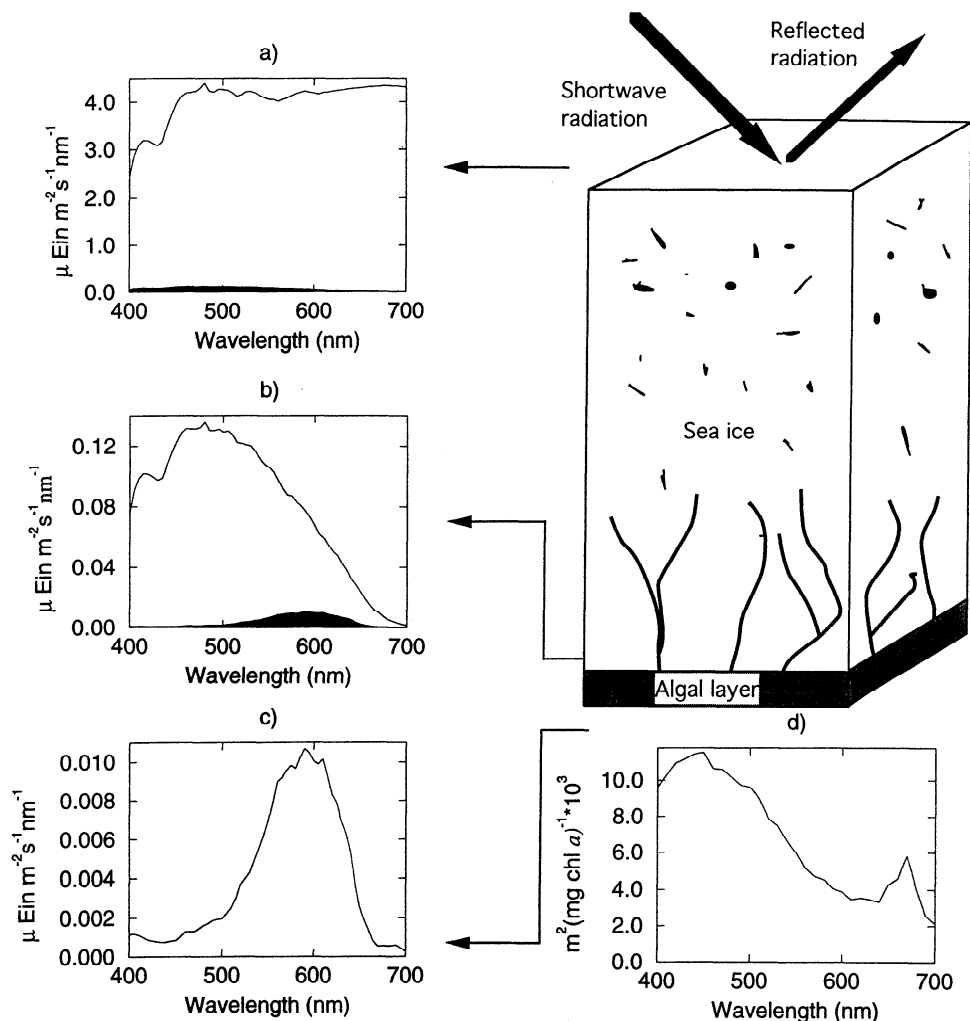 a)
μ Ein m⁻²s⁻¹nm⁻¹
4.0
3.0
2.0
1.0
0.0
400 500 600 700
Wavelength (nm)
Shortwave
radiation
Reflected
radiation
b)
μ Ein m⁻²s⁻¹nm⁻¹
0.12
0.08
0.04
0.00
400 500 600 700
Wavelength (nm)
Sea ice
Algal layer
c)
μ Ein m⁻²s⁻¹nm⁻¹
0.010
0.008
0.006
0.004
0.002
0.000
400 500 600 700
Wavelength (nm)
d)
m²(mg chl a)⁻¹*10³
10.0
8.0
6.0
4.0
2.0
0.0
400 500 600 700
Wavelength (nm)